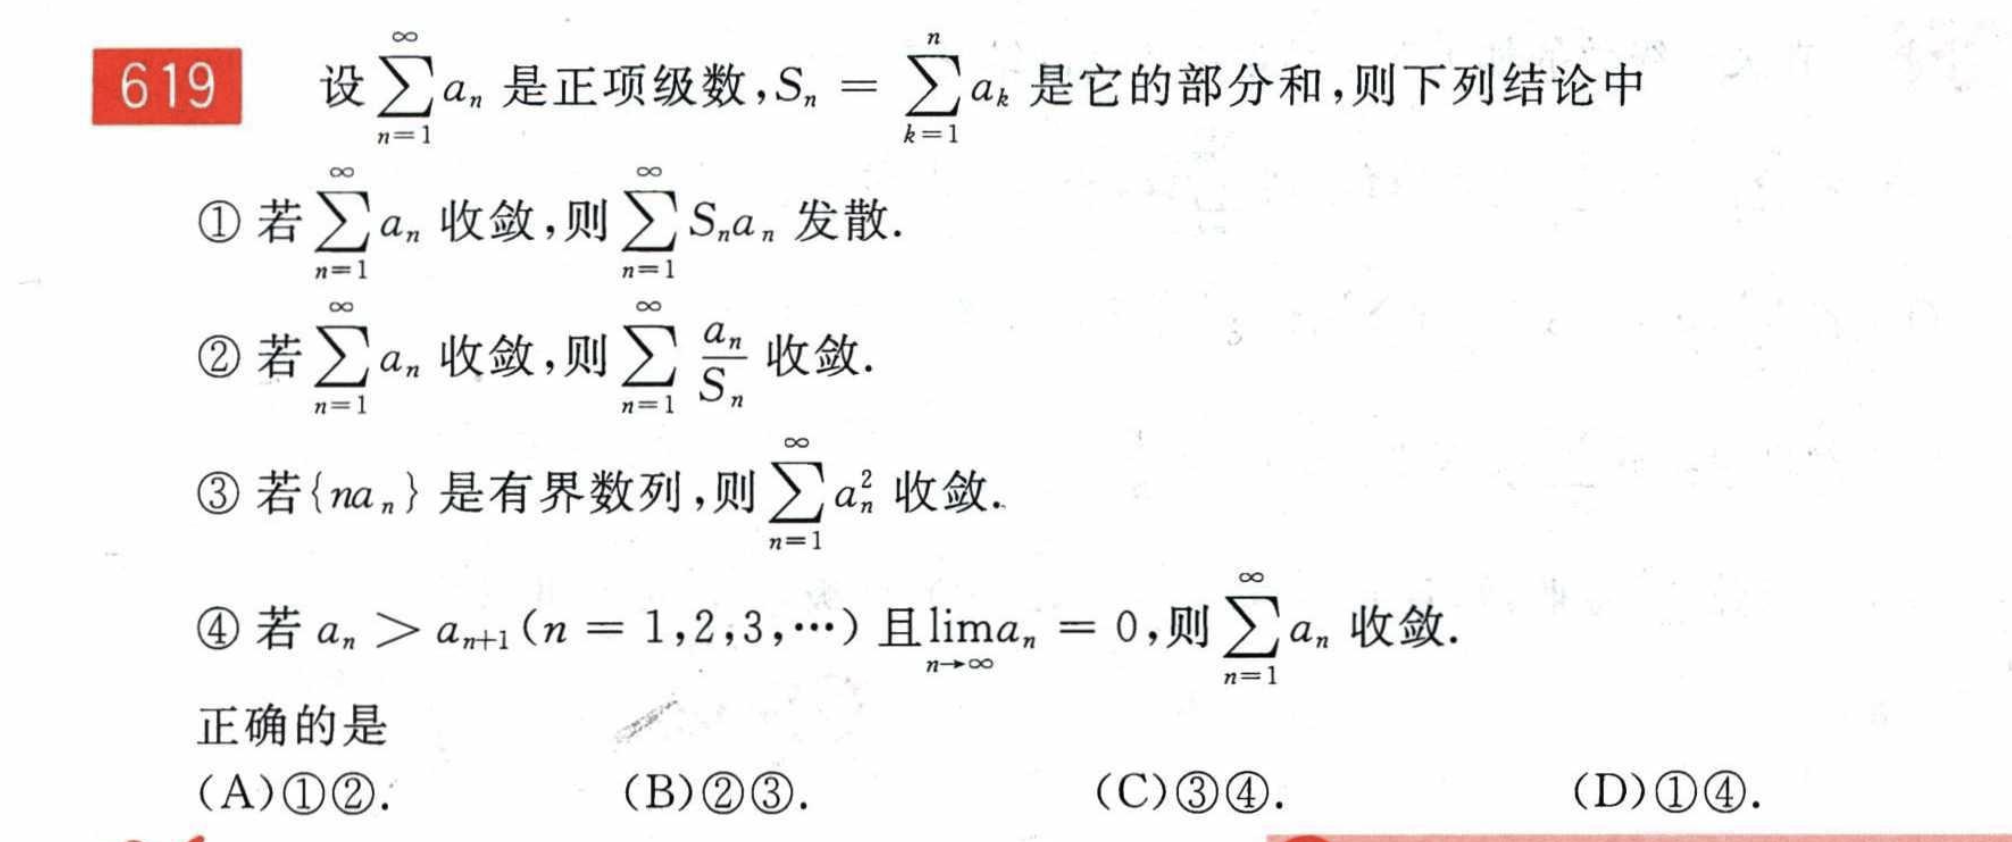 619 设 $\sum_{n=1}^{\infty} a_n$ 是正项级数,$S_n = \sum_{k=1}^{n} a_k$ 是它的部分和,则下列结论中
① 若 $\sum_{n=1}^{\infty} a_n$ 收敛,则 $\sum_{n=1}^{\infty} S_n a_n$ 发散.
② 若 $\sum_{n=1}^{\infty} a_n$ 收敛,则 $\sum_{n=1}^{\infty} \frac{a_n}{S_n}$ 收敛.
③ 若 $\{na_n\}$ 是有界数列,则 $\sum_{n=1}^{\infty} a_n^2$ 收敛.
④ 若 $a_n > a_{n+1}(n = 1,2,3,\cdots)$ 且 $\lim_{n \to \infty} a_n = 0$,则 $\sum_{n=1}^{\infty} a_n$ 收敛.
正确的是
(A)①②. (B)②③. (C)③④. (D)①④.